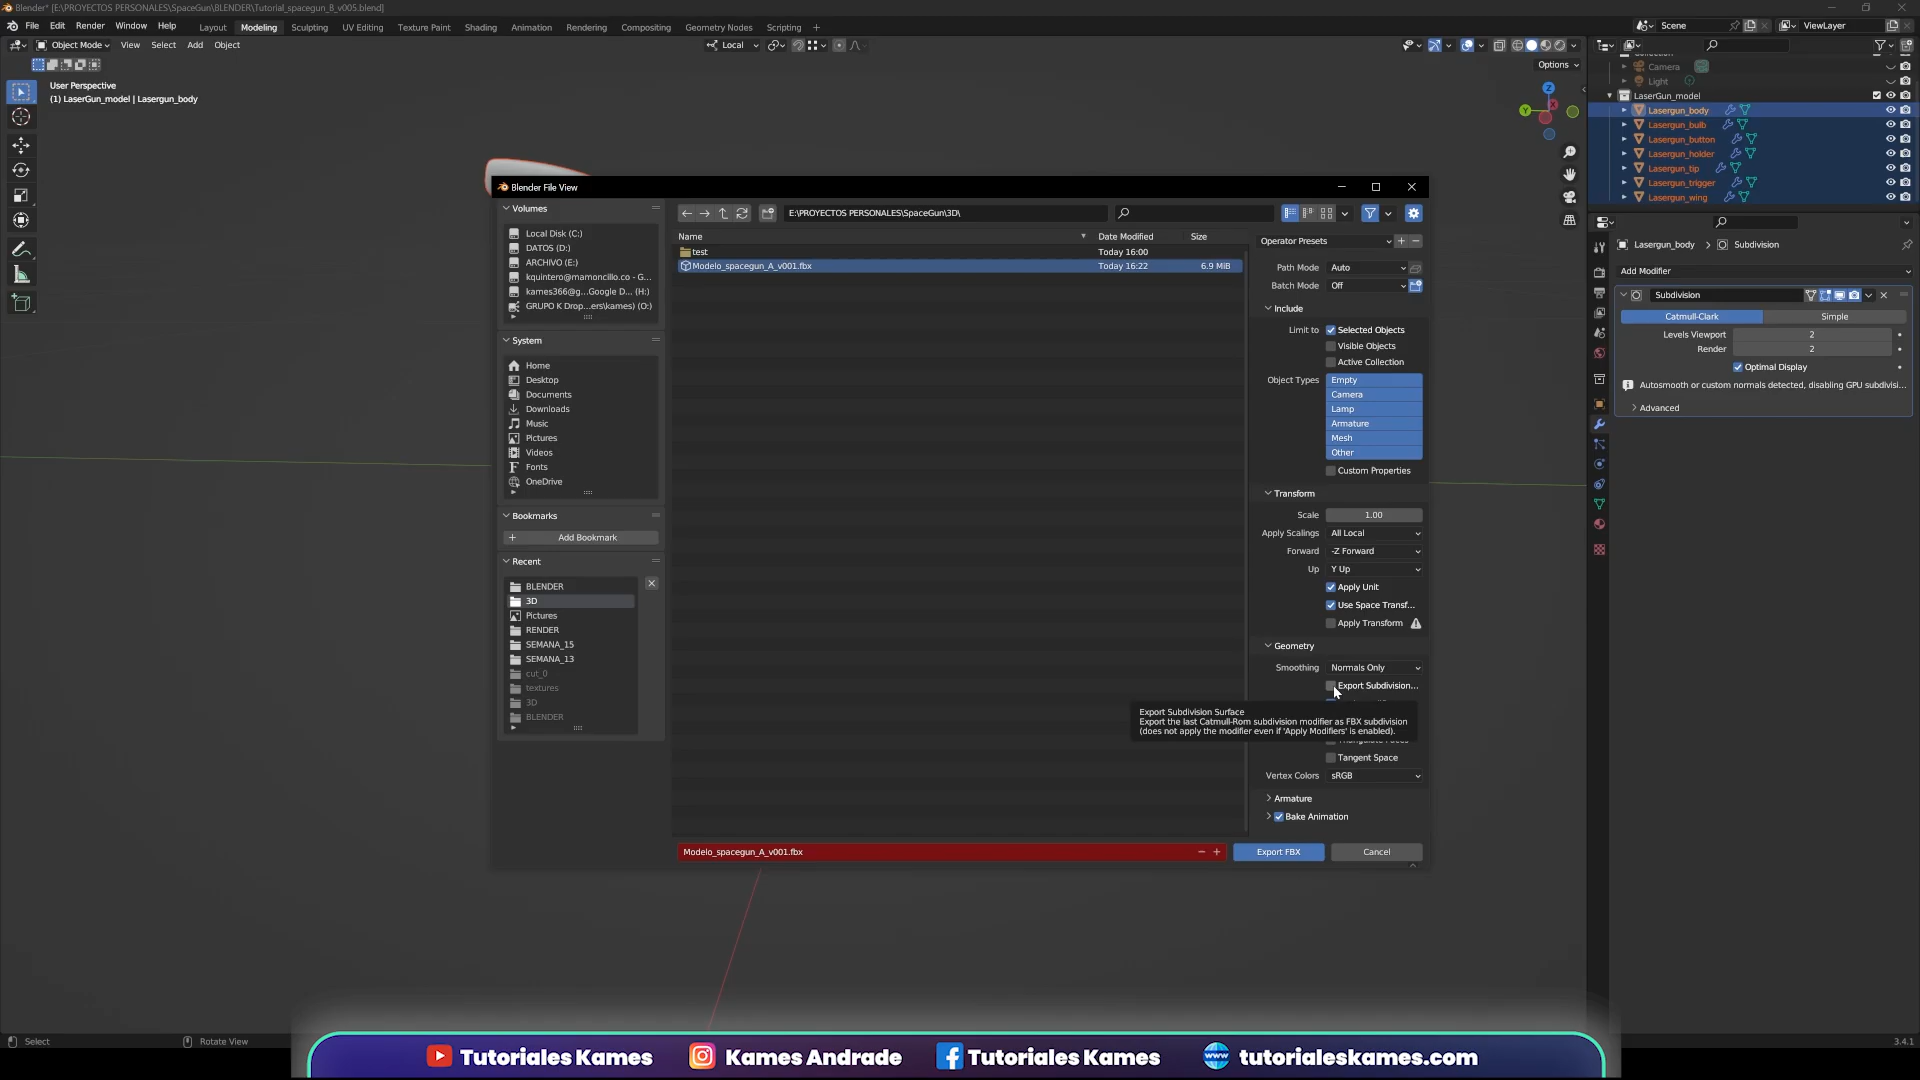 Blender* [E:\PROYECTOS PERSONALES\SpaceGun\BLENDER\Tutorial_spacegun_B_v005.blend]
File Edit Render Window Help Layout Modeling Sculpting UV Editing Texture Paint Shading Animation Rendering Compositing Geometry Nodes Scripting + Scene ViewLayer
Object Mode View Select Add Object Local
Options
User Perspective
(1) LaserGun_model | Lasergun_body
Camera
Light
LaserGun_model
Lasergun_body
Lasergun_bulb
Lasergun_button
Lasergun_holder
Lasergun_tip
Lasergun_trigger
Lasergun_wing
Z
Y
X
Blender File View
Volumes
Local Disk (C:)
DATOS (D:)
ARCHIVO (E:)
kquintero@mamoncillo.co - G...
kames366@g...Google D... (H:)
GRUPO K Drop...ers\kames) (O:)
System
Home
Desktop
Documents
Downloads
Music
Pictures
Videos
Fonts
OneDrive
Bookmarks
Add Bookmark
Recent
BLENDER
3D
Pictures
RENDER
SEMANA_15
SEMANA_13
cut_0
textures
3D
BLENDER
E:\PROYECTOS PERSONALES\SpaceGun\3D\
Name Date Modified Size
test Today 16:00
Modelo_spacegun_A_v001.fbx Today 16:22 6.9 MiB
Operator Presets
Path Mode Auto
Batch Mode Off
Include
Limit to Selected Objects
Visible Objects
Active Collection
Object Types Empty
Camera
Lamp
Armature
Mesh
Other
Custom Properties
Transform
Scale 1.00
Apply Scalings All Local
Forward -Z Forward
Up Y Up
Apply Unit
Use Space Transf...
Apply Transform
Geometry
Smoothing Normals Only
Export Subdivision...
Export Subdivision Surface
Export the last Catmull-Rom subdivision modifier as FBX subdivision
(does not apply the modifier even if 'Apply Modifiers' is enabled).
Tangent Space
Vertex Colors sRGB
Armature
Bake Animation
Modelo_spacegun_A_v001.fbx
Export FBX Cancel
Lasergun_body > Subdivision
Add Modifier
Subdivision
Catmull-Clark Simple
Levels Viewport 2
Render 2
Optimal Display
Autosmooth or custom normals detected, disabling GPU subdivisi...
Advanced
Select Rotate View 3.4.1
Tutoriales Kames Kames Andrade Tutoriales Kames tutorialeskames.com